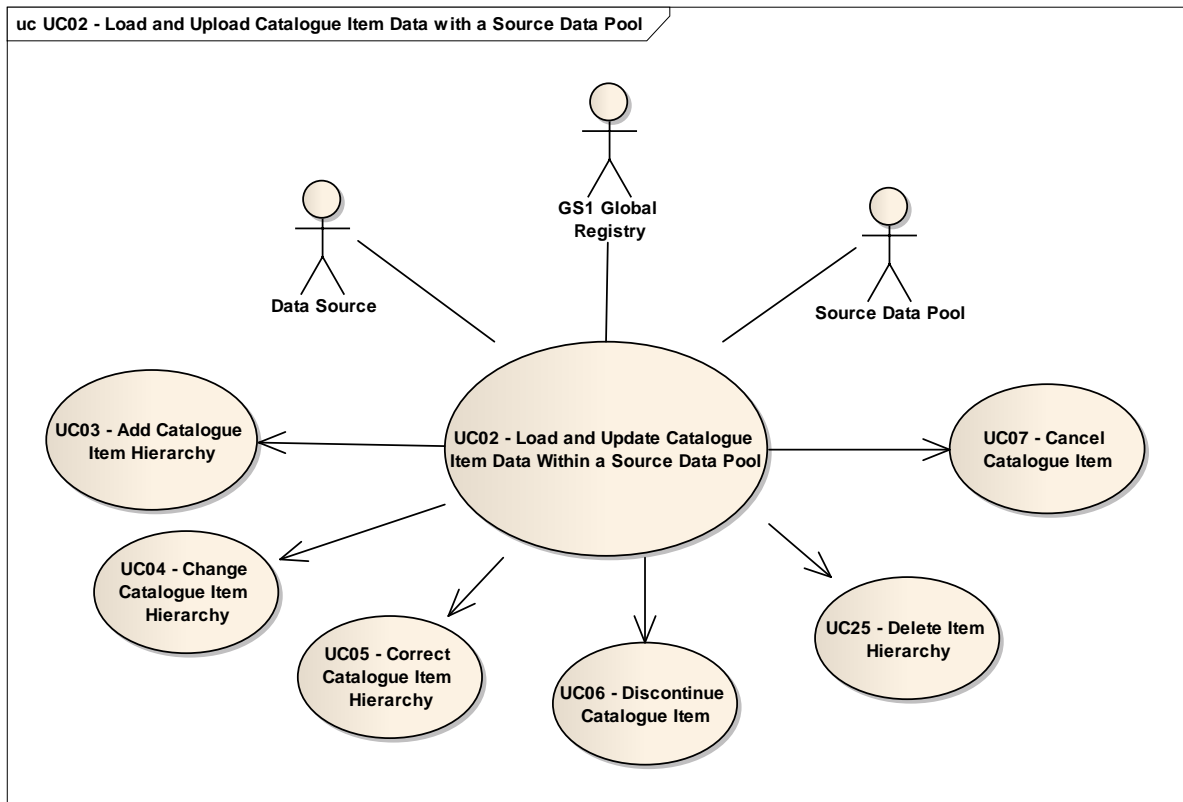 uc UC02 - Load and Upload Catalogue Item Data with a Source Data Pool
GS1 Global
Registry
Data Source
Source Data Pool
UC03 - Add Catalogue
Item Hierarchy
UC02 - Load and Update Catalogue
Item Data Within a Source Data Pool
UC07 - Cancel
Catalogue Item
UC04 - Change
Catalogue Item
Hierarchy
UC05 - Correct
Catalogue Item
Hierarchy
UC06 - Discontinue
Catalogue Item
UC25 - Delete Item
Hierarchy